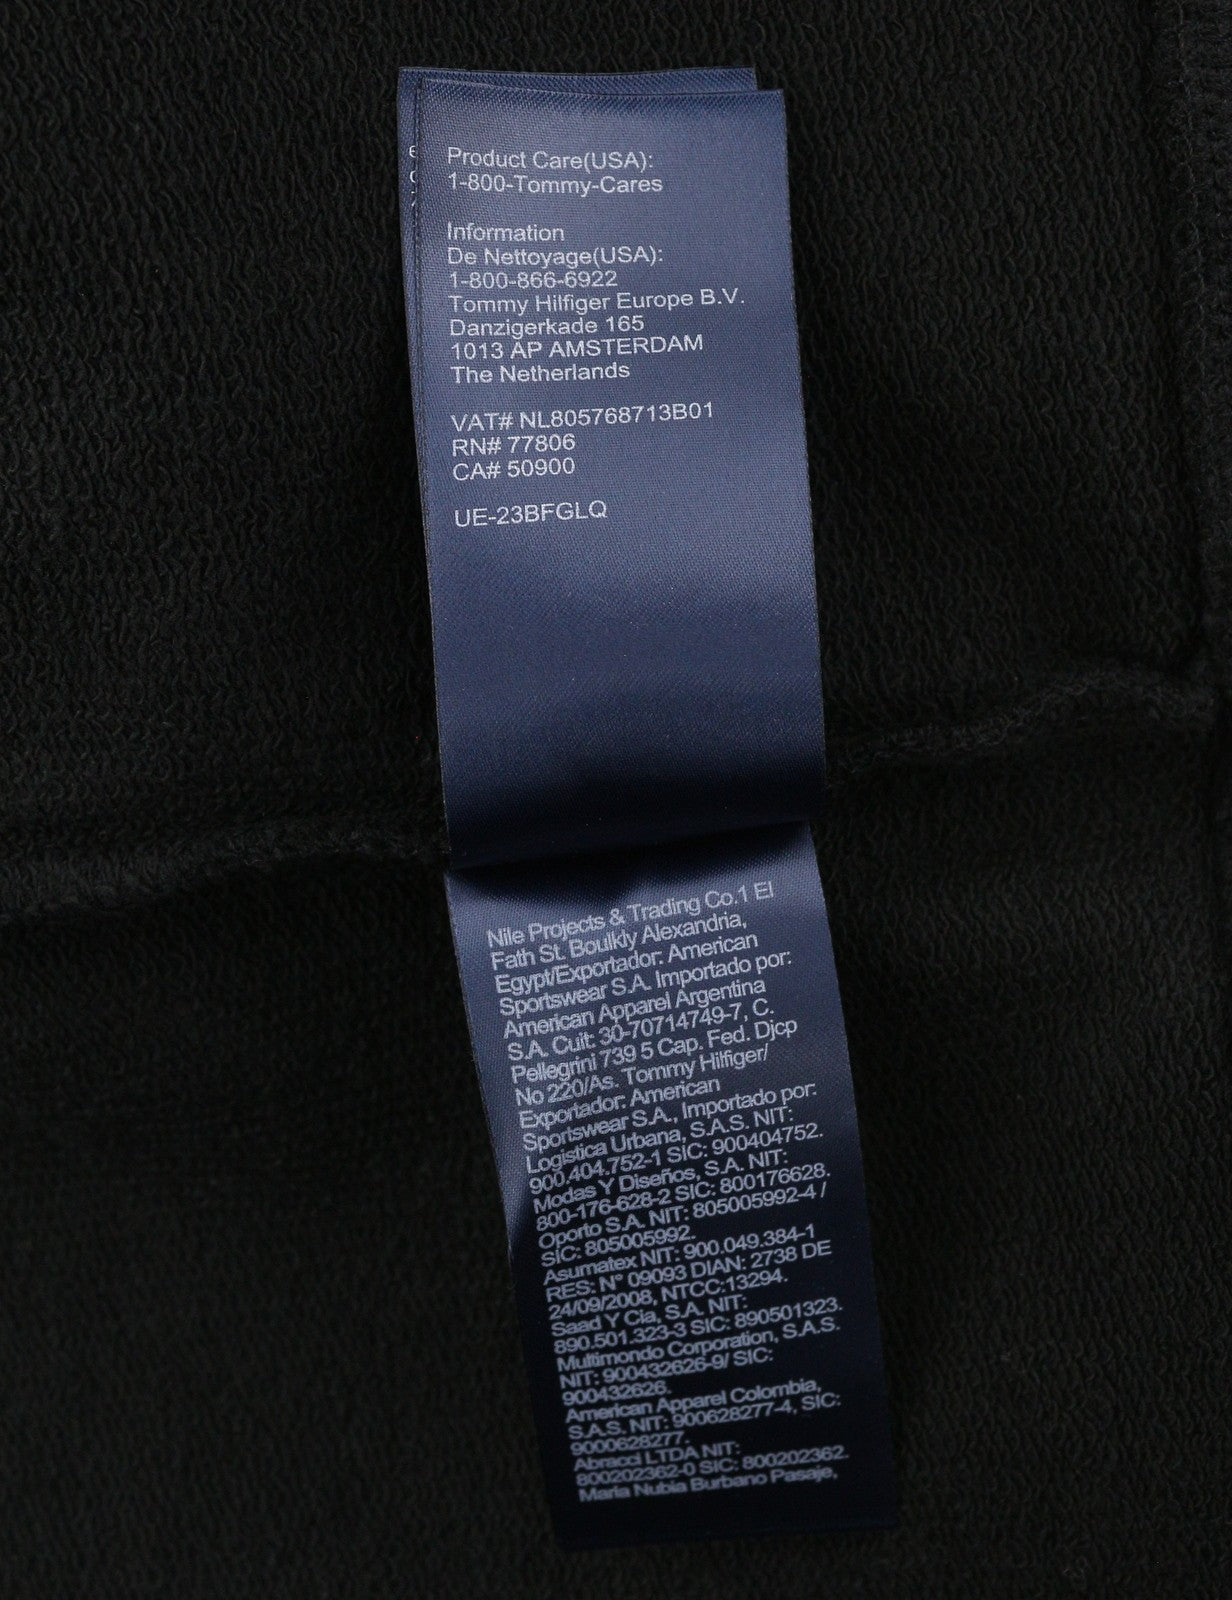 Product Care(USA):
1-800-Tommy-Cares
Information
De Nettoyage(USA):
1-800-866-6922
Tommy Hilfiger Europe B.V.
Danzigerkade 165
1013 AP AMSTERDAM
The Netherlands
VAT# NL805768713B01
RN# 77806
CA# 50900
UE-23BFGLQ
Nile Projects & Trading Co.1 El
Fath St. Boulkly Alexandria,
Egypt/Exportador: American
Sportswear S.A. Importado por:
American Apparel Argentina
S.A. Cuit: 30-70714749-7, C.
Pellegrini 739 5 Cap. Fed. Djcp
No 220/As. Tommy Hilfiger/
Exportador: American
Sportswear S.A., Importado por:
Logistica Urbana, S.A.S. NIT:
900.404.752-1 SIC: 900404752.
Modas Y Diseños, S.A. NIT:
800-176-628-2 SIC: 800176628.
Oporto S.A. NIT: 805005992-4 /
SIC: 805005992.
Asumatex NIT: 900.049.384-1
RES: N° 09093 DIAN: 2738 DE
24/09/2008, NTCC:13294.
Saad Y Cia, S.A. NIT:
890.501.323-3 SIC: 890501323.
Multimondo Corporation, S.A.S.
NIT: 900432626-9/ SIC:
900432626.
American Apparel Colombia,
S.A.S. NIT: 900628277-4, SIC:
9000628277.
Abracci LTDA NIT:
800202362-0 SIC: 800202362.
Maria Nubia Burbano Pasaje,